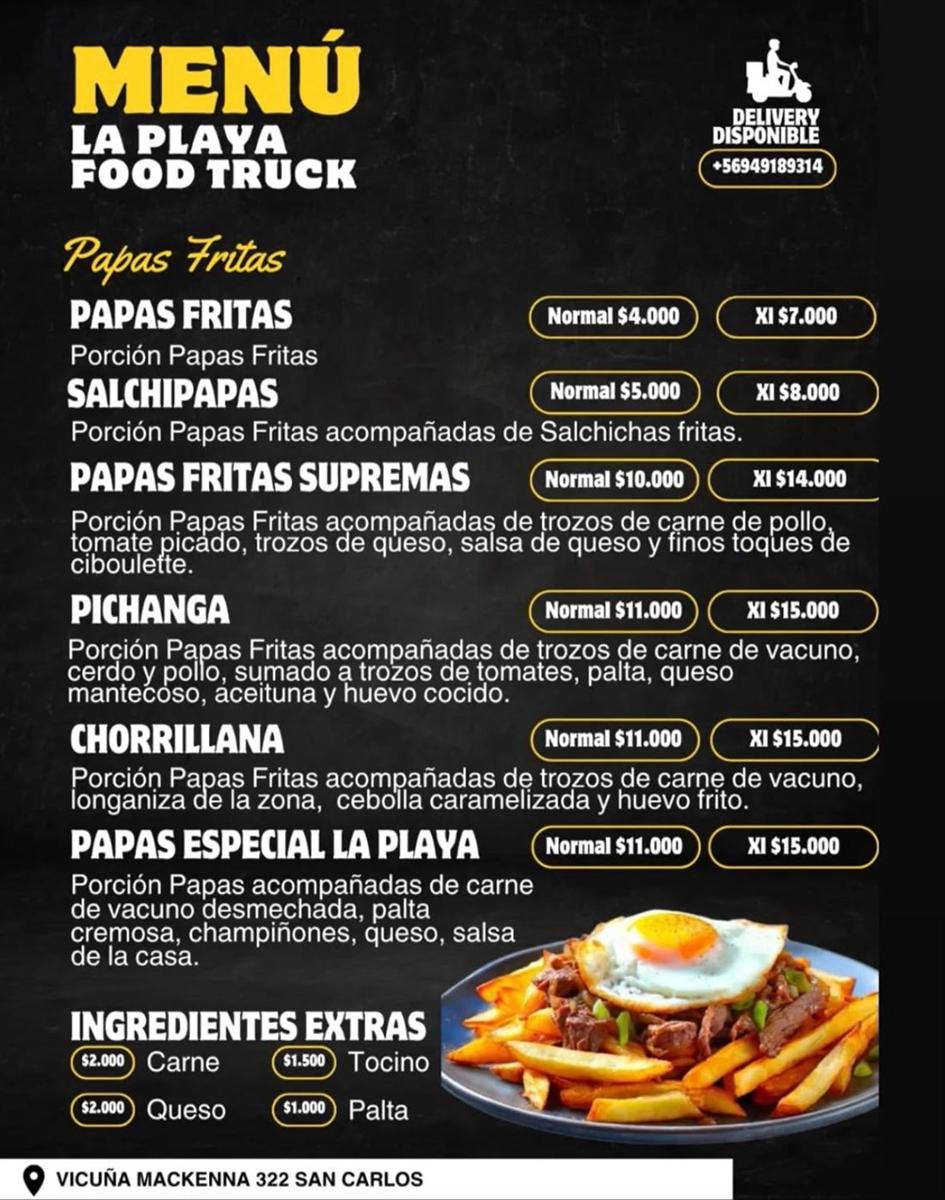 MENÚ
LA PLAYA
FOOD TRUCK
DELIVERY
DISPONIBLE
+56949189314
Papas Fritas
PAPAS FRITAS
Normal $4.000
Xl $7.000
Porción Papas Fritas
SALCHIPAPAS
Normal $5.000
Xl $8.000
Porción Papas Fritas acompañadas de Salchichas fritas.
PAPAS FRITAS SUPREMAS
Normal $10.000
Xl $14.000
Porción Papas Fritas acompañadas de trozos de carne de pollo,
tomate picado, trozos de queso, salsa de queso y finos toques de
ciboulette.
PICHANGA
Normal $11.000
Xl $15.000
Porción Papas Fritas acompañadas de trozos de carne de vacuno,
cerdo y pollo, sumado a trozos de tomates, palta, queso
mantecoso, aceituna y huevo cocido.
CHORRILLANA
Normal $11.000
Xl $15.000
Porción Papas Fritas acompañadas de trozos de carne de vacuno,
longaniza de la zona, cebolla caramelizada y huevo frito.
PAPAS ESPECIAL LA PLAYA
Normal $11.000
Xl $15.000
Porción Papas acompañadas de carne
de vacuno desmechada, palta
cremosa, champiñones, queso, salsa
de la casa.
INGREDIENTES EXTRAS
$2.000 Carne
$1.500 Tocino
$2.000 Queso
$1.000 Palta
VICUÑA MACKENNA 322 SAN CARLOS